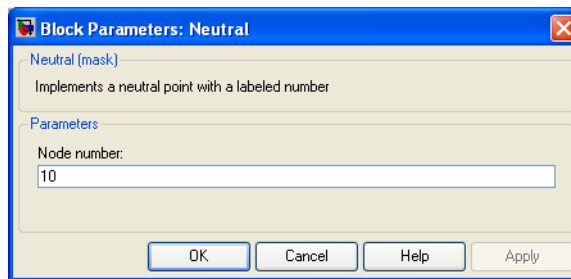 Block Parameters: Neutral
Neutral (mask)
Implements a neutral point with a labeled number
Parameters
Node number:
10
OK Cancel Help Apply